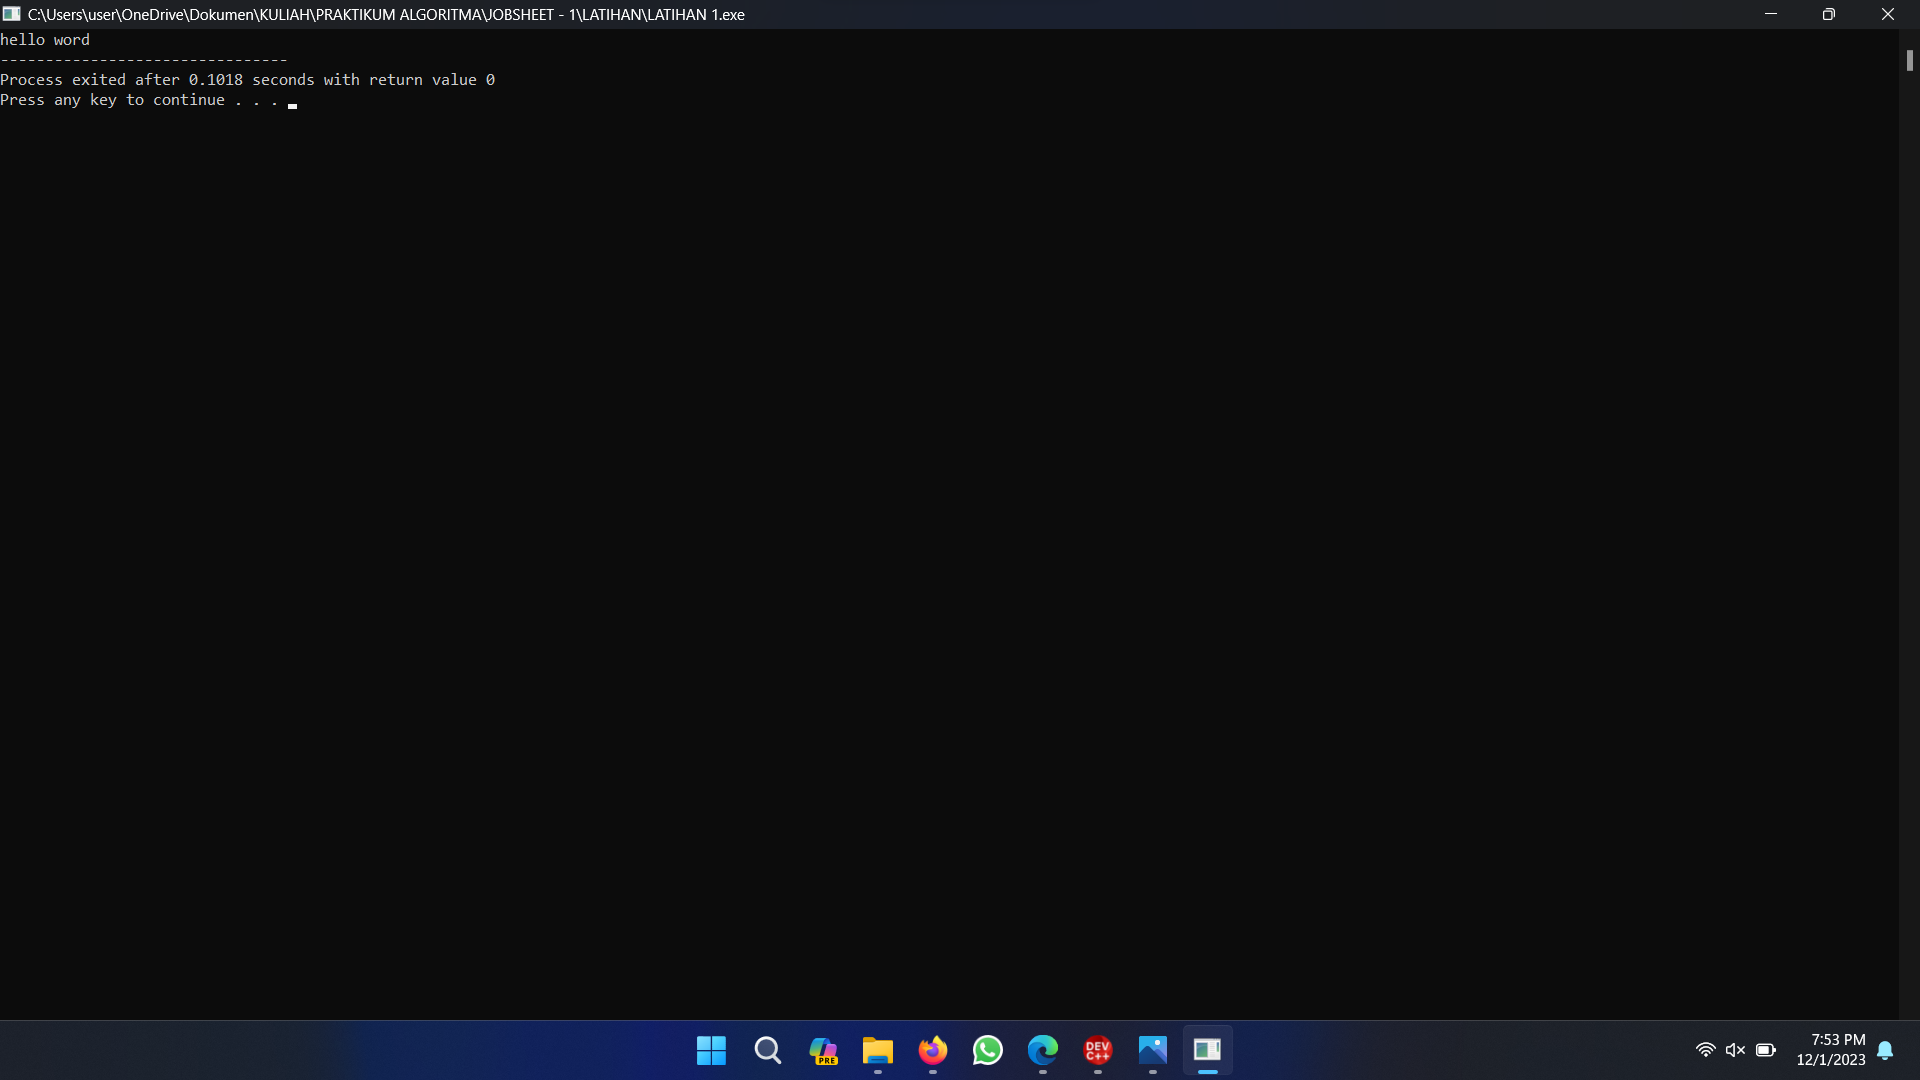 C:\Users\user\OneDrive\Dokumen\KULIAH\PRAKTIKUM ALGORITMA\JOBSHEET - 1\LATIHAN\LATIHAN 1.exe
hello word
--------------------------------
Process exited after 0.1018 seconds with return value 0
Press any key to continue . . .
PRE
DEV
C++
7:53 PM
12/1/2023